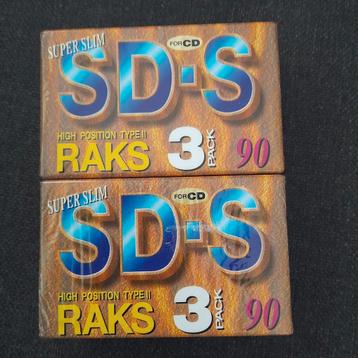 SUPER SLIM
FOR CD
SD-S
HIGH POSITION TYPE II
RAKS 3 PACK 90
SUPER SLIM
FOR CD
SD-S
HIGH POSITION TYPE II
RAKS 3 PACK 90